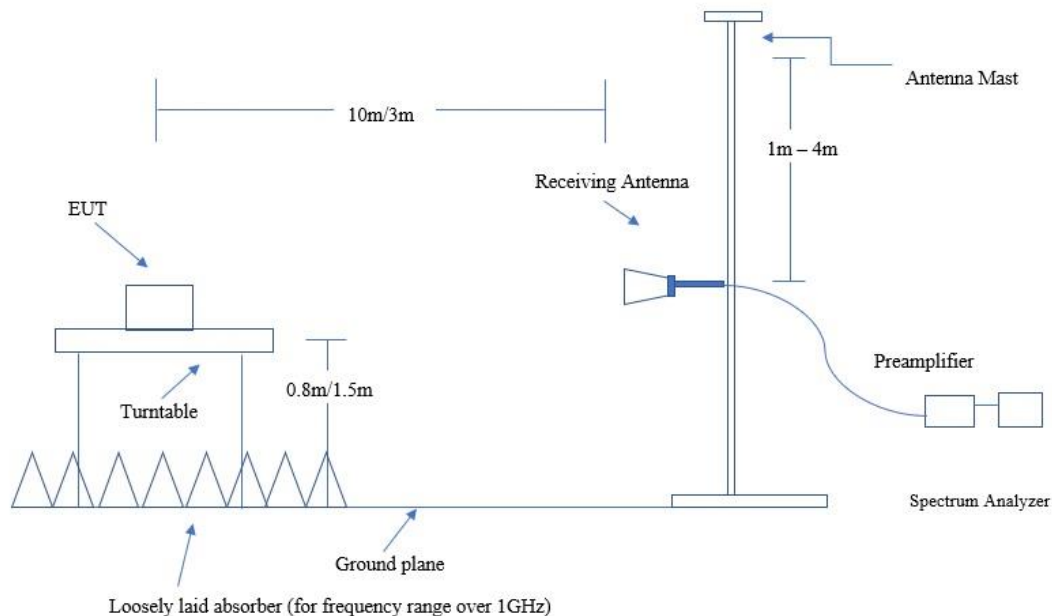 Antenna Mast
10m/3m
1m – 4m
Receiving Antenna
EUT
Preamplifier
0.8m/1.5m
Turntable
Spectrum Analyzer
Ground plane
Loosely laid absorber (for frequency range over 1GHz)